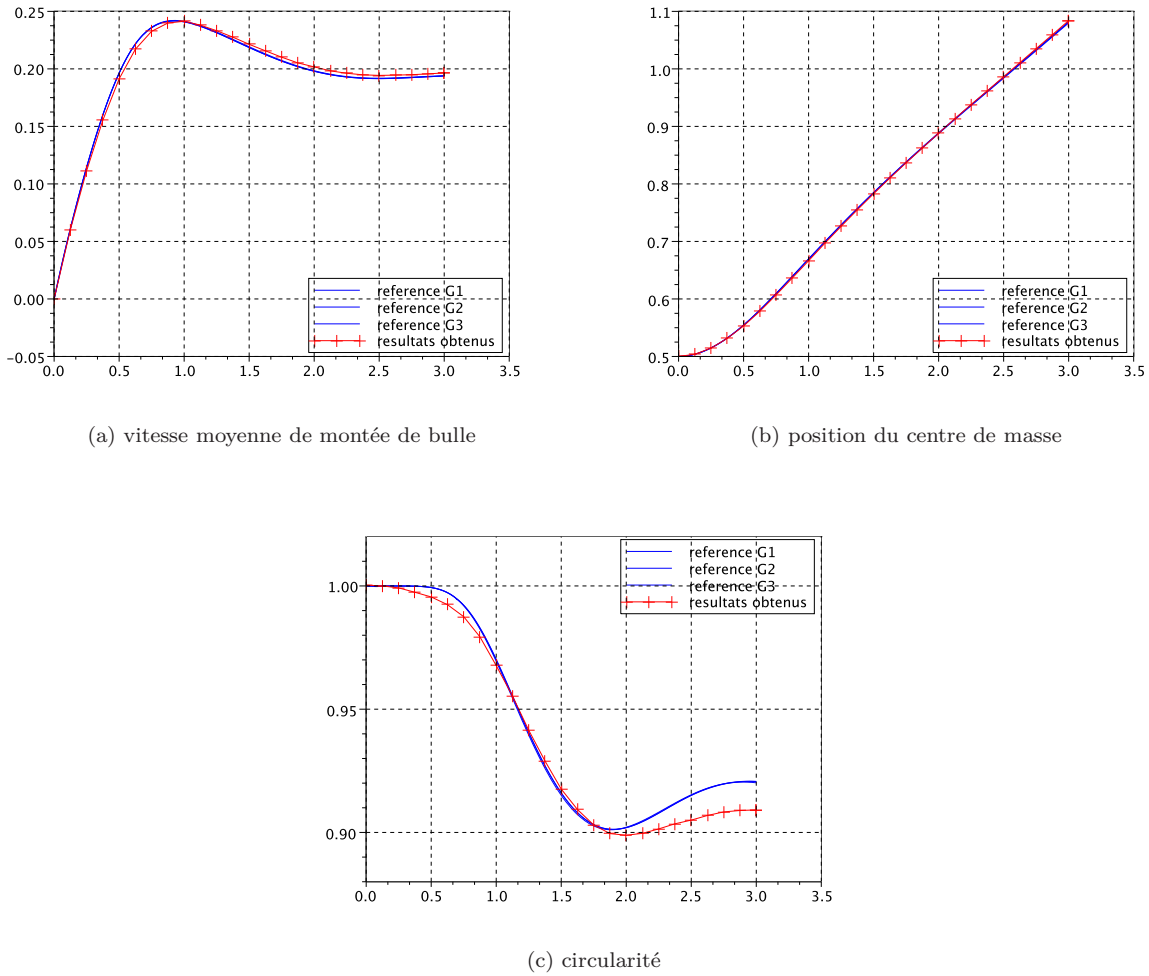 0.25
0.20
0.15
0.10
0.05
0.00
-0.05
0.0 0.5 1.0 1.5 2.0 2.5 3.0 3.5
reference G1
reference G2
reference G3
resultats obtenus
(a) vitesse moyenne de montée de bulle
1.1
1.0
0.9
0.8
0.7
0.6
0.5
0.0 0.5 1.0 1.5 2.0 2.5 3.0 3.5
reference G1
reference G2
reference G3
resultats obtenus
(b) position du centre de masse
1.00
0.95
0.90
0.0 0.5 1.0 1.5 2.0 2.5 3.0 3.5
reference G1
reference G2
reference G3
resultats obtenus
(c) circularité